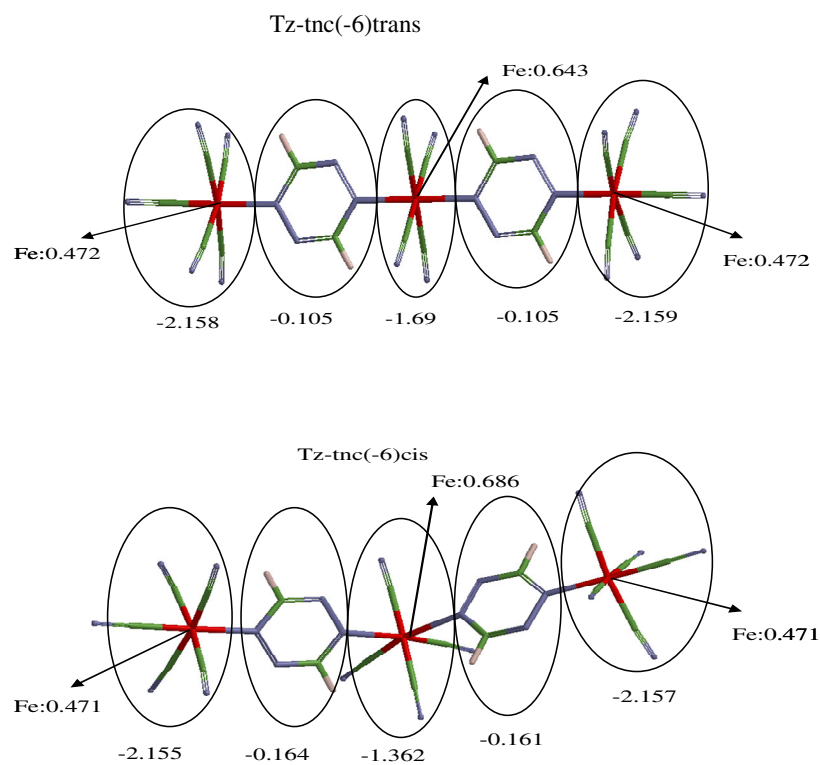 Tz-tnc(-6)trans
Fe:0.643
Fe:0.472
Fe:0.472
-2.158
-0.105
-1.69
-0.105
-2.159
Tz-tnc(-6)cis
Fe:0.686
Fe:0.471
Fe:0.471
-2.157
-2.155
-0.164
-1.362
-0.161